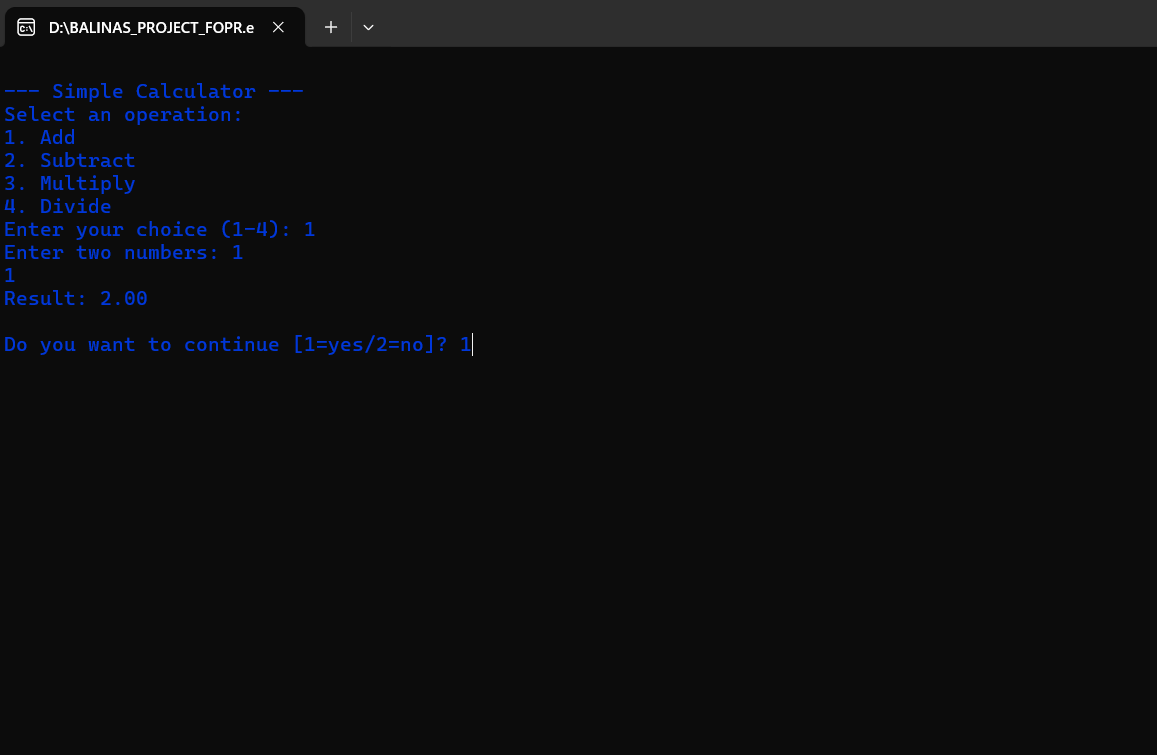 D:\BALINAS_PROJECT_FOPR.e
--- Simple Calculator ---
Select an operation:
1. Add
2. Subtract
3. Multiply
4. Divide
Enter your choice (1-4): 1
Enter two numbers: 1
1
Result: 2.00
Do you want to continue [1=yes/2=no]? 1